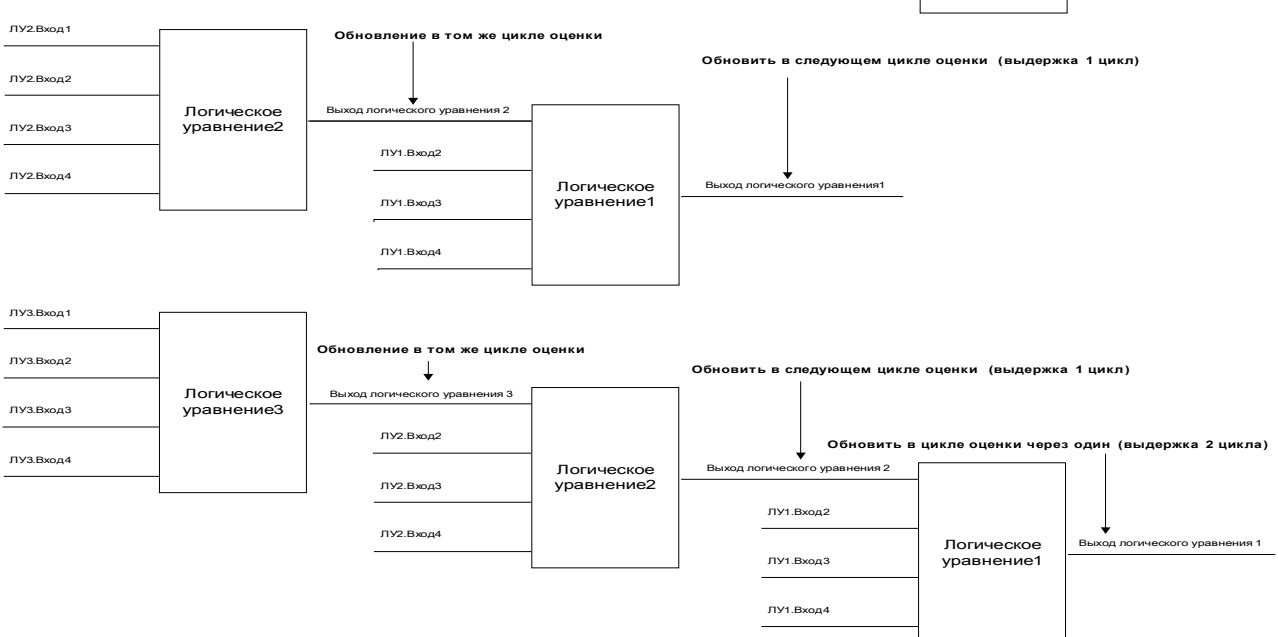 ЛУ2.Вход1
ЛУ2.Вход2
ЛУ2.Вход3
ЛУ2.Вход4
Логическое
уравнение2
Обновление в том же цикле оценки
Выход логического уравнения 2
ЛУ1.Вход2
ЛУ1.Вход3
ЛУ1.Вход4
Логическое
уравнение1
Обновить в следующем цикле оценки (выдержка 1 цикл)
Выход логического уравнения1
ЛУ3.Вход1
ЛУ3.Вход2
ЛУ3.Вход3
ЛУ3.Вход4
Логическое
уравнение3
Обновление в том же цикле оценки
Выход логического уравнения 3
ЛУ2.Вход2
ЛУ2.Вход3
ЛУ2.Вход4
Логическое
уравнение2
Обновить в следующем цикле оценки (выдержка 1 цикл)
Выход логического уравнения 2
ЛУ1.Вход2
ЛУ1.Вход3
ЛУ1.Вход4
Логическое
уравнение1
Обновить в цикле оценки через один (выдержка 2 цикла)
Выход логического уравнения 1